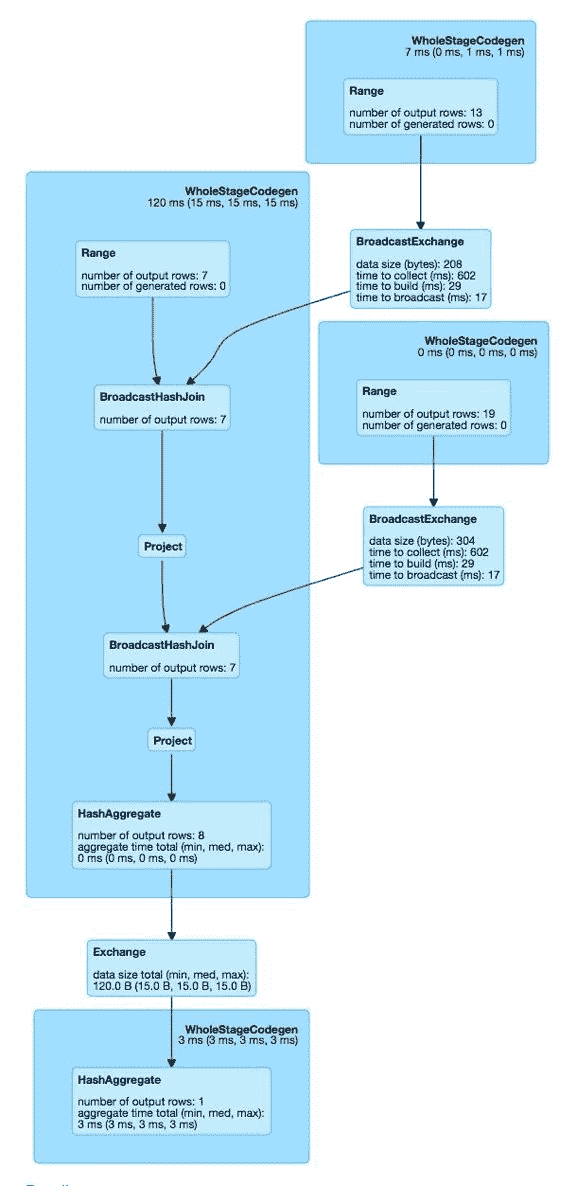 WholeStageCodegen
7 ms (0 ms, 1 ms, 1 ms)
Range
number of output rows: 13
number of generated rows: 0
BroadcastExchange
data size (bytes): 208
time to collect (ms): 602
time to build (ms): 29
time to broadcast (ms): 17
WholeStageCodegen
120 ms (15 ms, 15 ms, 15 ms)
Range
number of output rows: 7
number of generated rows: 0
BroadcastHashJoin
number of output rows: 7
WholeStageCodegen
0 ms (0 ms, 0 ms, 0 ms)
Range
number of output rows: 19
number of generated rows: 0
BroadcastExchange
data size (bytes): 304
time to collect (ms): 602
time to build (ms): 29
time to broadcast (ms): 17
Project
BroadcastHashJoin
number of output rows: 7
Project
HashAggregate
number of output rows: 8
aggregate time total (min, med, max):
0 ms (0 ms, 0 ms, 0 ms)
Exchange
data size total (min, med, max):
120.0 B (15.0 B, 15.0 B, 15.0 B)
WholeStageCodegen
3 ms (3 ms, 3 ms, 3 ms)
HashAggregate
number of output rows: 1
aggregate time total (min, med, max):
3 ms (3 ms, 3 ms, 3 ms)